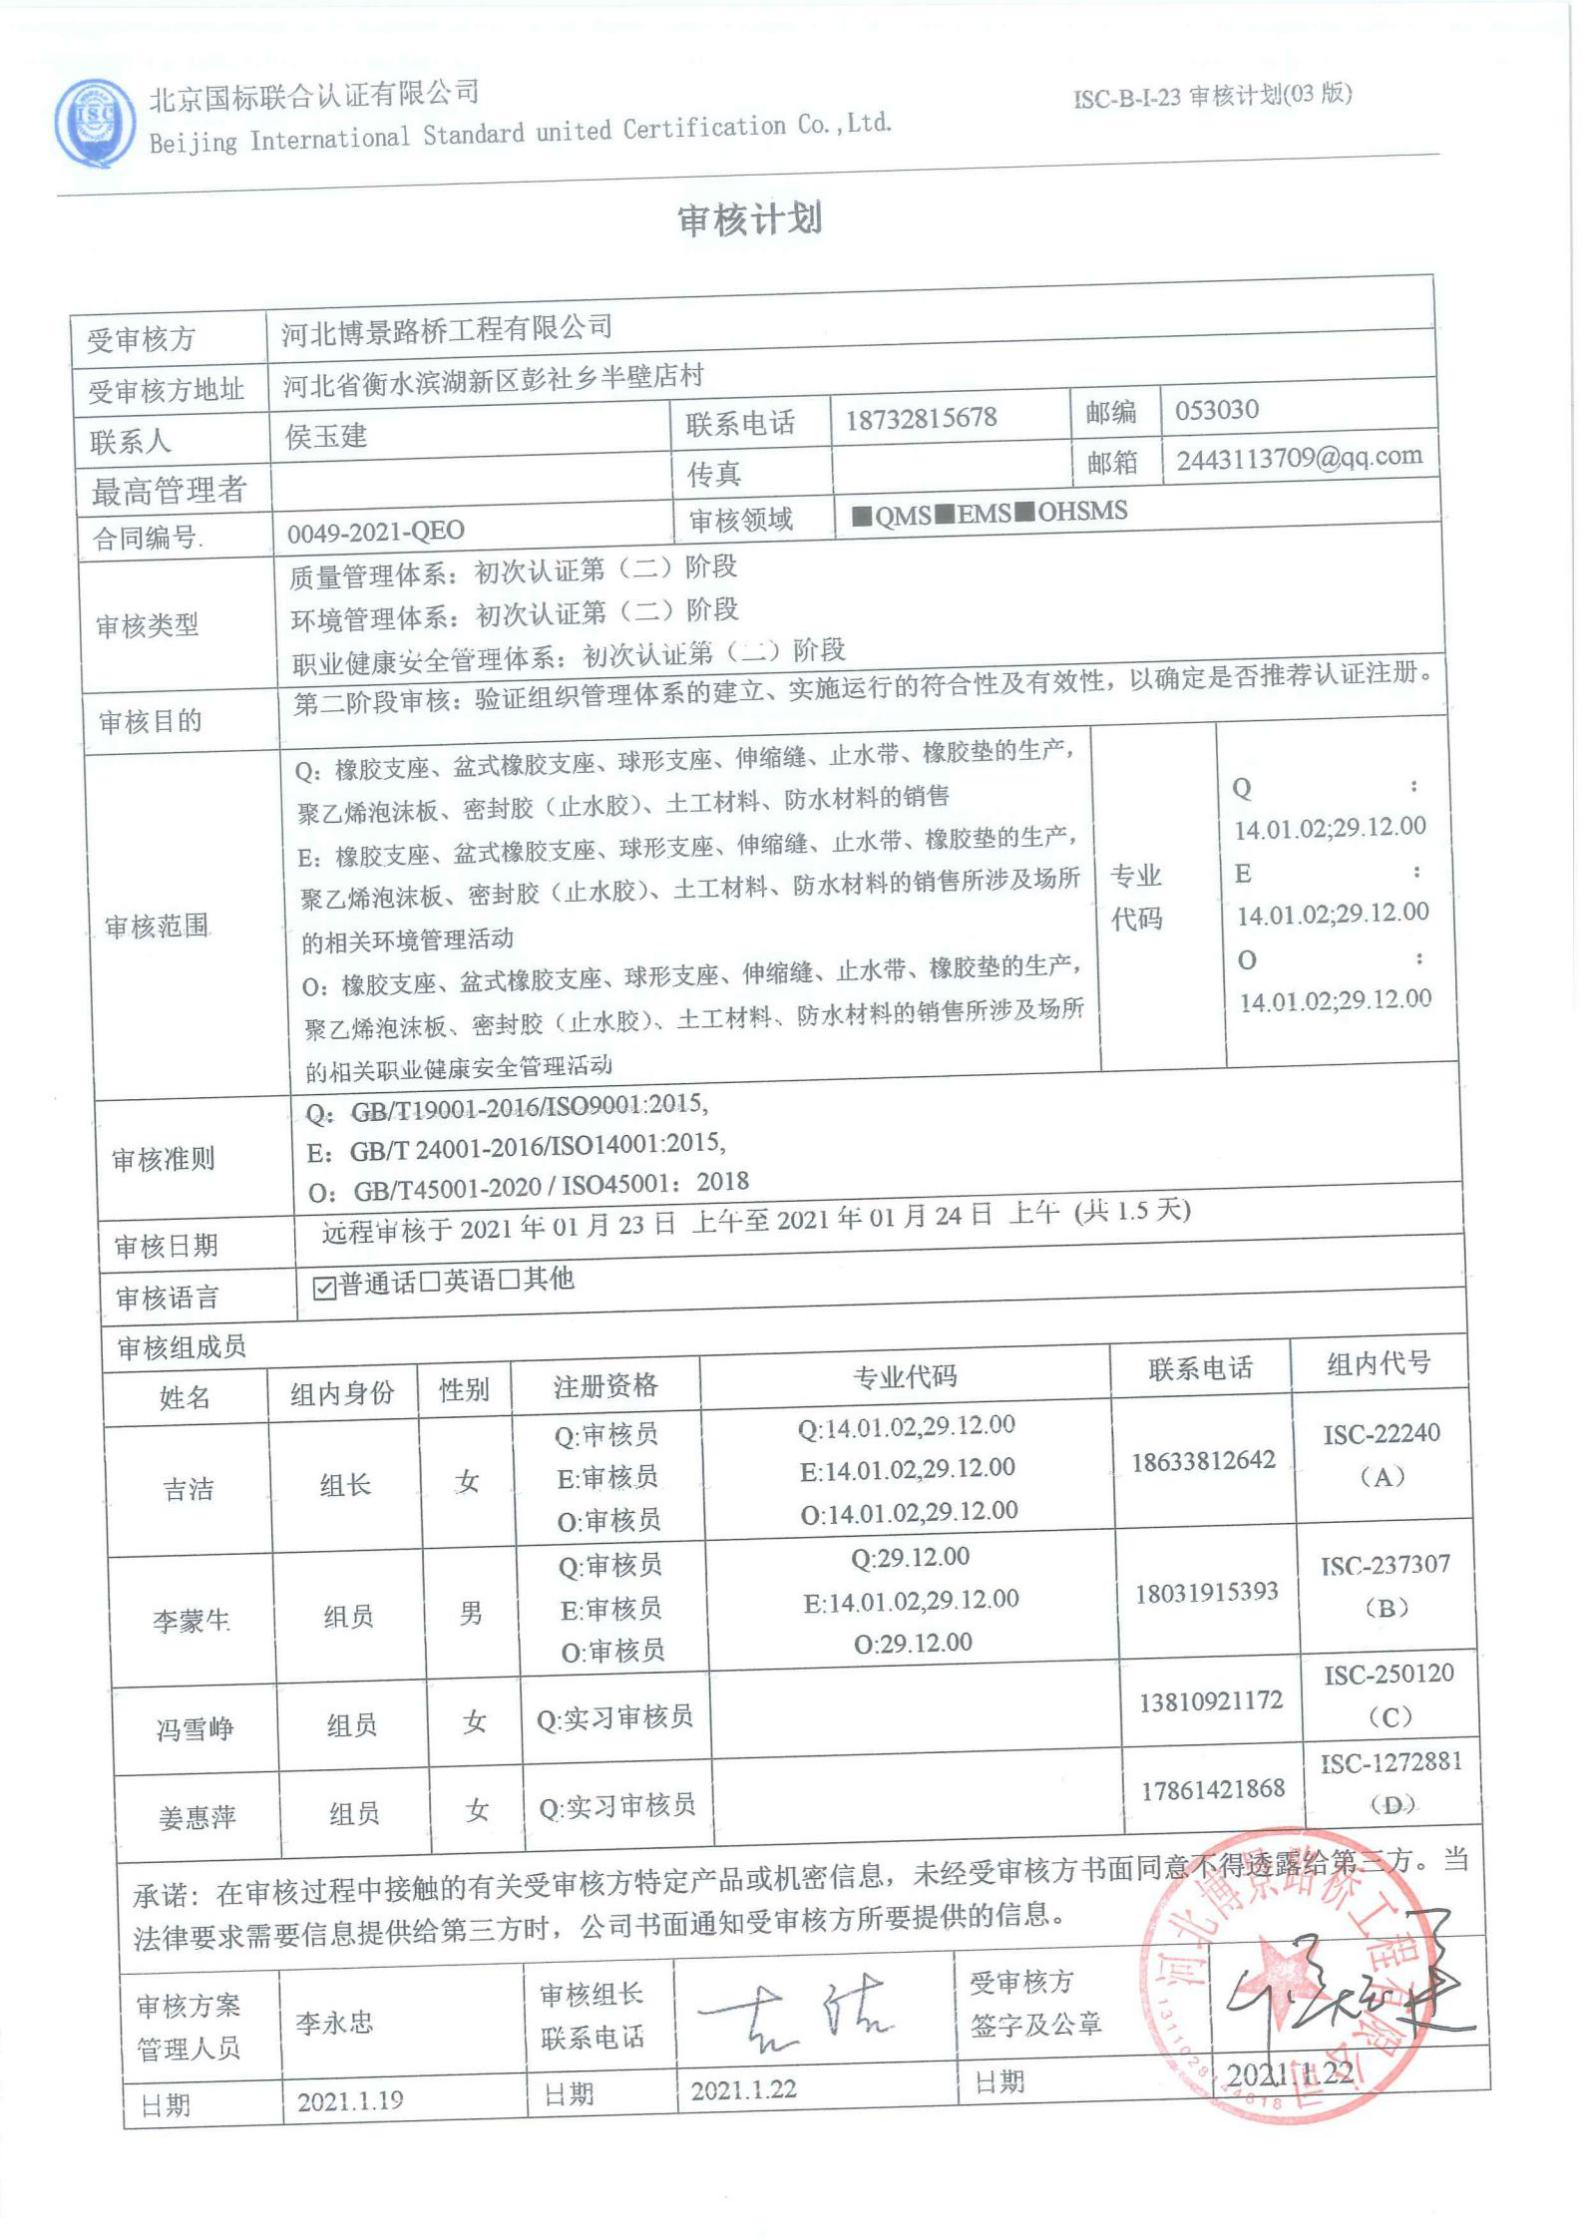 北京国标联合认证有限公司
ISC-B-I-23 审核计划(03 版)
Beijing International Standard united Certification Co.,Ltd.
审核计划
受审核方 河北博景路桥工程有限公司
受审核方地址 河北省衡水滨湖新区彭社乡半壁店村
联系人 侯玉建 联系电话 18732815678 邮编 053030
最高管理者 传真 邮箱 2443113709@qq.com
合同编号. 0049-2021-QEO 审核领域 ■QMS■EMS■OHSMS
审核类型
质量管理体系：初次认证第（二）阶段
环境管理体系：初次认证第（二）阶段
职业健康安全管理体系：初次认证第（二）阶段
审核目的 第二阶段审核：验证组织管理体系的建立、实施运行的符合性及有效性，以确定是否推荐认证注册。
审核范围
Q：橡胶支座、盆式橡胶支座、球形支座、伸缩缝、止水带、橡胶垫的生产，
聚乙烯泡沫板、密封胶（止水胶）、土工材料、防水材料的销售
E：橡胶支座、盆式橡胶支座、球形支座、伸缩缝、止水带、橡胶垫的生产，
聚乙烯泡沫板、密封胶（止水胶）、土工材料、防水材料的销售所涉及场所
的相关环境管理活动
O：橡胶支座、盆式橡胶支座、球形支座、伸缩缝、止水带、橡胶垫的生产，
聚乙烯泡沫板、密封胶（止水胶）、土工材料、防水材料的销售所涉及场所
的相关职业健康安全管理活动
专业
代码
Q ：
14.01.02;29.12.00
E ：
14.01.02;29.12.00
O ：
14.01.02;29.12.00
审核准则
Q：GB/T19001-2016/ISO9001:2015,
E：GB/T 24001-2016/ISO14001:2015,
O：GB/T45001-2020 / ISO45001：2018
审核日期 远程审核于 2021 年 01 月 23 日 上午至 2021 年 01 月 24 日 上午 (共 1.5 天)
审核语言 ☑普通话□英语□其他
审核组成员
姓名 组内身份 性别 注册资格 专业代码 联系电话 组内代号
吉洁 组长 女
Q:审核员
E:审核员
O:审核员
Q:14.01.02,29.12.00
E:14.01.02,29.12.00
O:14.01.02,29.12.00
18633812642
ISC-22240
（A）
李蒙生 组员 男
Q:审核员
E:审核员
O:审核员
Q:29.12.00
E:14.01.02,29.12.00
O:29.12.00
18031915393
ISC-237307
（B）
冯雪峥 组员 女 Q:实习审核员 13810921172
ISC-250120
（C）
姜惠萍 组员 女 Q:实习审核员 17861421868
ISC-1272881
（D）
承诺：在审核过程中接触的有关受审核方特定产品或机密信息，未经受审核方书面同意不得透露给第三方。当
法律要求需要信息提供给第三方时，公司书面通知受审核方所要提供的信息。
审核方案
管理人员
李永忠
审核组长
联系电话
吉洁
受审核方
签字及公章
河北博景路桥工程有限公司
日期 2021.1.19 日期 2021.1.22 日期 2021.1.22